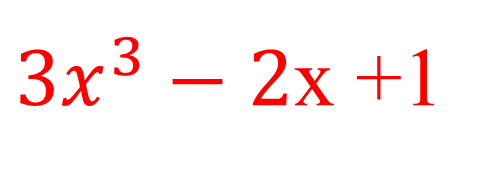 3x³ − 2x +1